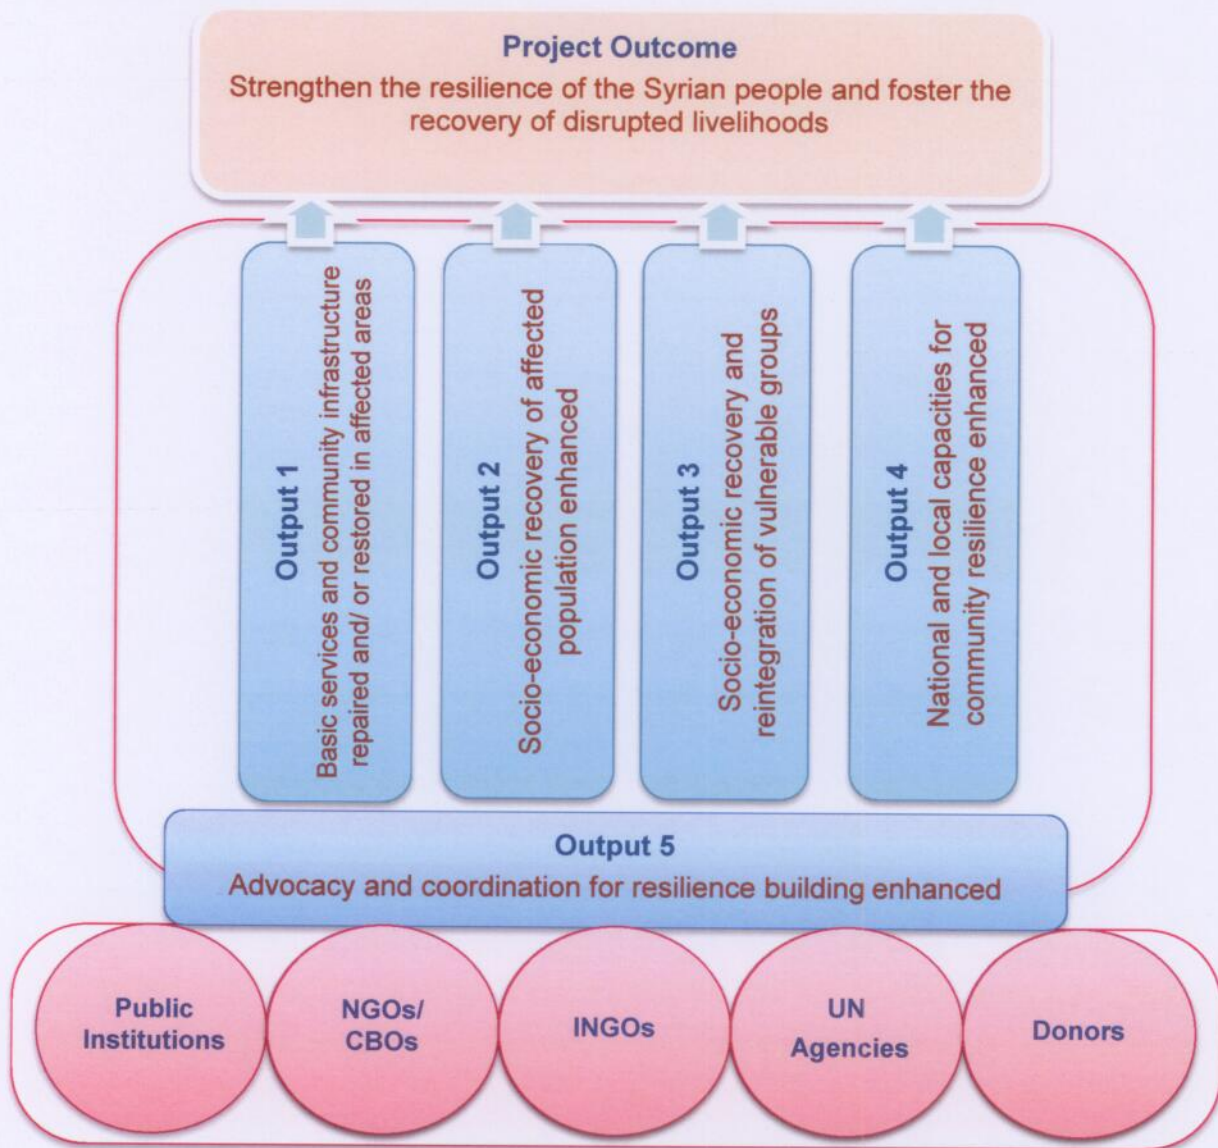 Project Outcome
Strengthen the resilience of the Syrian people and foster the
recovery of disrupted livelihoods
Output 1
Basic services and community infrastructure
repaired and/ or restored in affected areas
Output 2
Socio-economic recovery of affected
population enhanced
Output 3
Socio-economic recovery and
reintegration of vulnerable groups
Output 4
National and local capacities for
community resilience enhanced
Output 5
Advocacy and coordination for resilience building enhanced
Public
Institutions
NGOs/
CBOs
INGOs
UN
Agencies
Donors